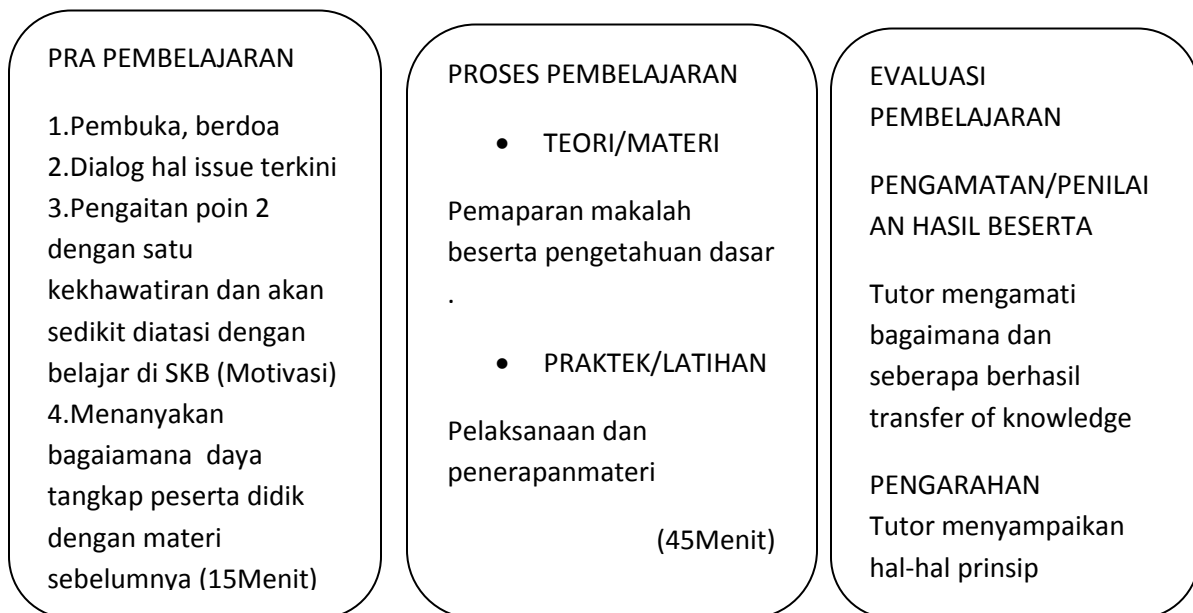 PRA PEMBELAJARAN
1.Pembuka, berdoa
2.Dialog hal issue terkini
3.Pengaitan poin 2
dengan satu
kekhawatiran dan akan
sedikit diatasi dengan
belajar di SKB (Motivasi)
4.Menanyakan
bagaiamana daya
tangkap peserta didik
dengan materi
sebelumnya (15Menit)
PROSES PEMBELAJARAN
• TEORI/MATERI
Pemaparan makalah
beserta pengetahuan dasar
.
• PRAKTEK/LATIHAN
Pelaksanaan dan
penerapanmateri
(45Menit)
EVALUASI
PEMBELAJARAN
PENGAMATAN/PENILAI
AN HASIL BESERTA
Tutor mengamati
bagaimana dan
seberapa berhasil
transfer of knowledge
PENGARAHAN
Tutor menyampaikan
hal-hal prinsip